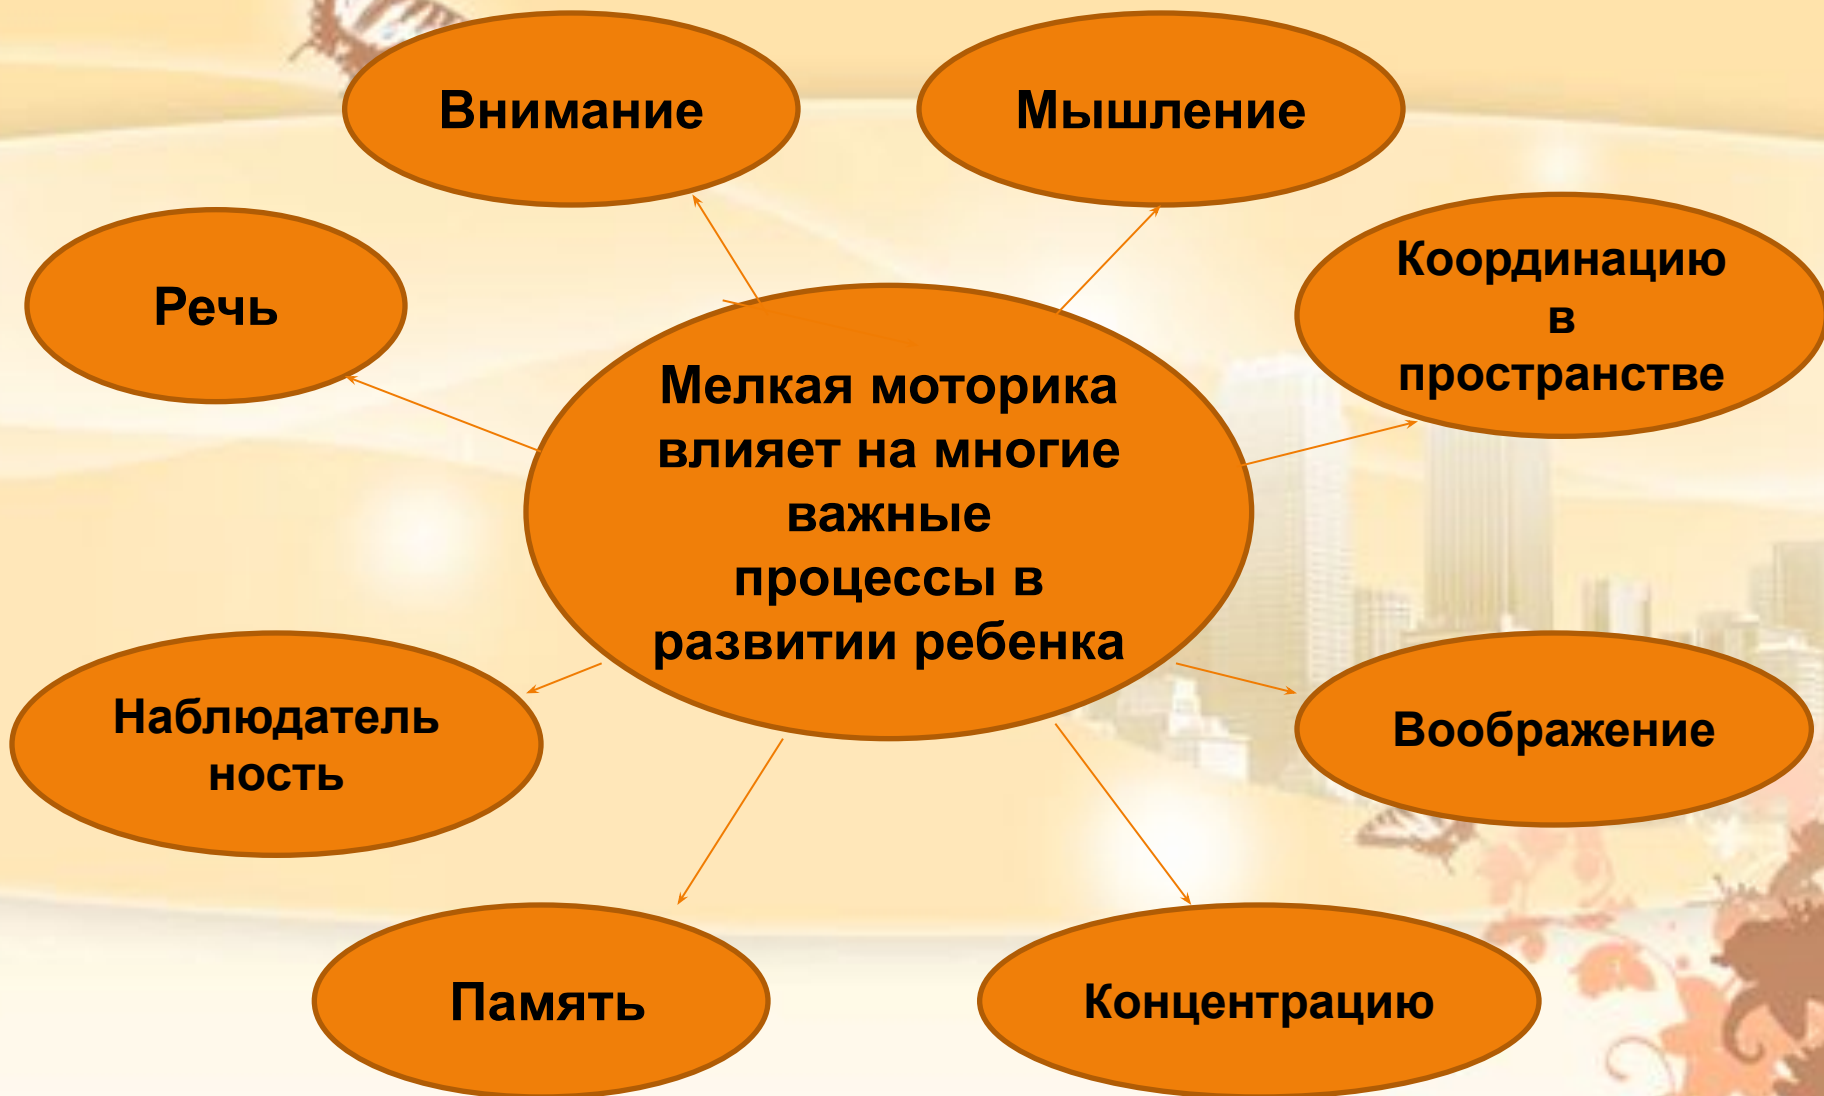 Внимание
Мышление
Речь
Координацию
в
пространстве
Мелкая моторика
влияет на многие
важные
процессы в
развитии ребенка
Наблюдатель
ность
Воображение
Память
Концентрацию